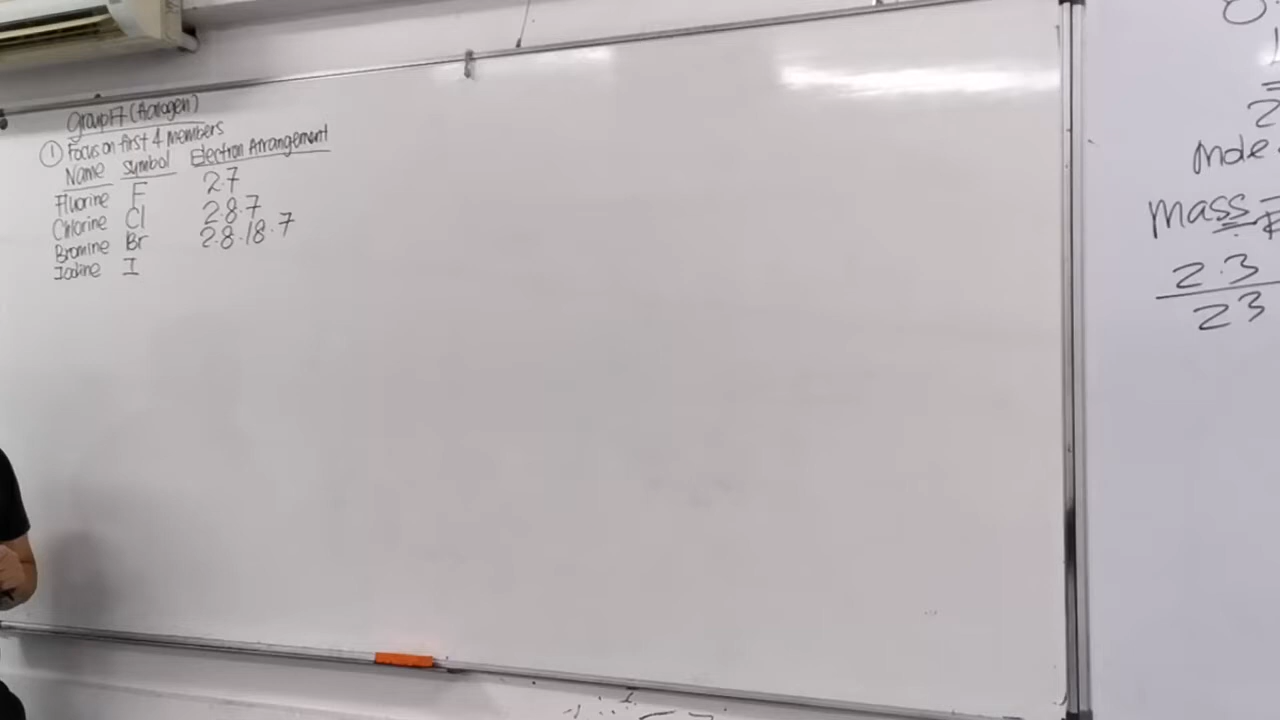 Group 17 (Halogen)
① Focus on first 4 members
Name Symbol Electron Arrangement
Fluorine F 2.7
Chlorine Cl 2.8.7
Bromine Br 2.8.18.7
Iodine I
2
mole
mass =
2.3
23